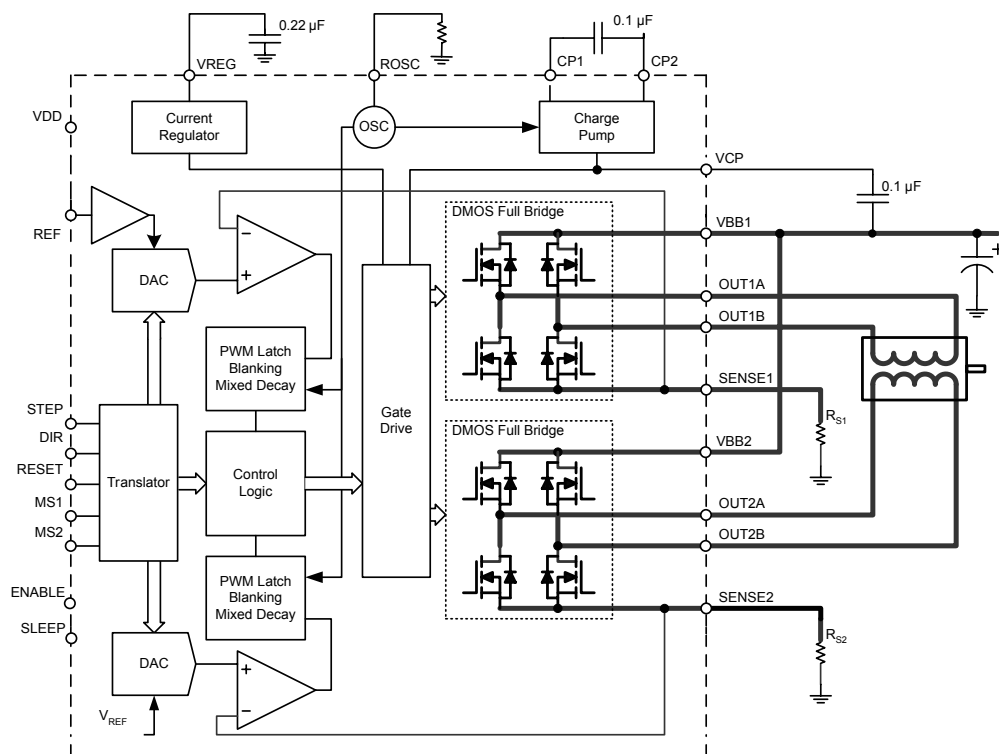 0.22 µF
0.1 µF
VREG
ROSC
CP1
CP2
VDD
Current
Regulator
OSC
Charge
Pump
VCP
0.1 µF
REF
DAC
DMOS Full Bridge
VBB1
+
−
+
OUT1A
OUT1B
PWM Latch
Blanking
Mixed Decay
SENSE1
Gate
Drive
RS1
STEP
DIR
RESET
MS1
MS2
Translator
Control
Logic
DMOS Full Bridge
VBB2
OUT2A
OUT2B
PWM Latch
Blanking
Mixed Decay
ENABLE
SLEEP
SENSE2
RS2
DAC
+
−
VREF